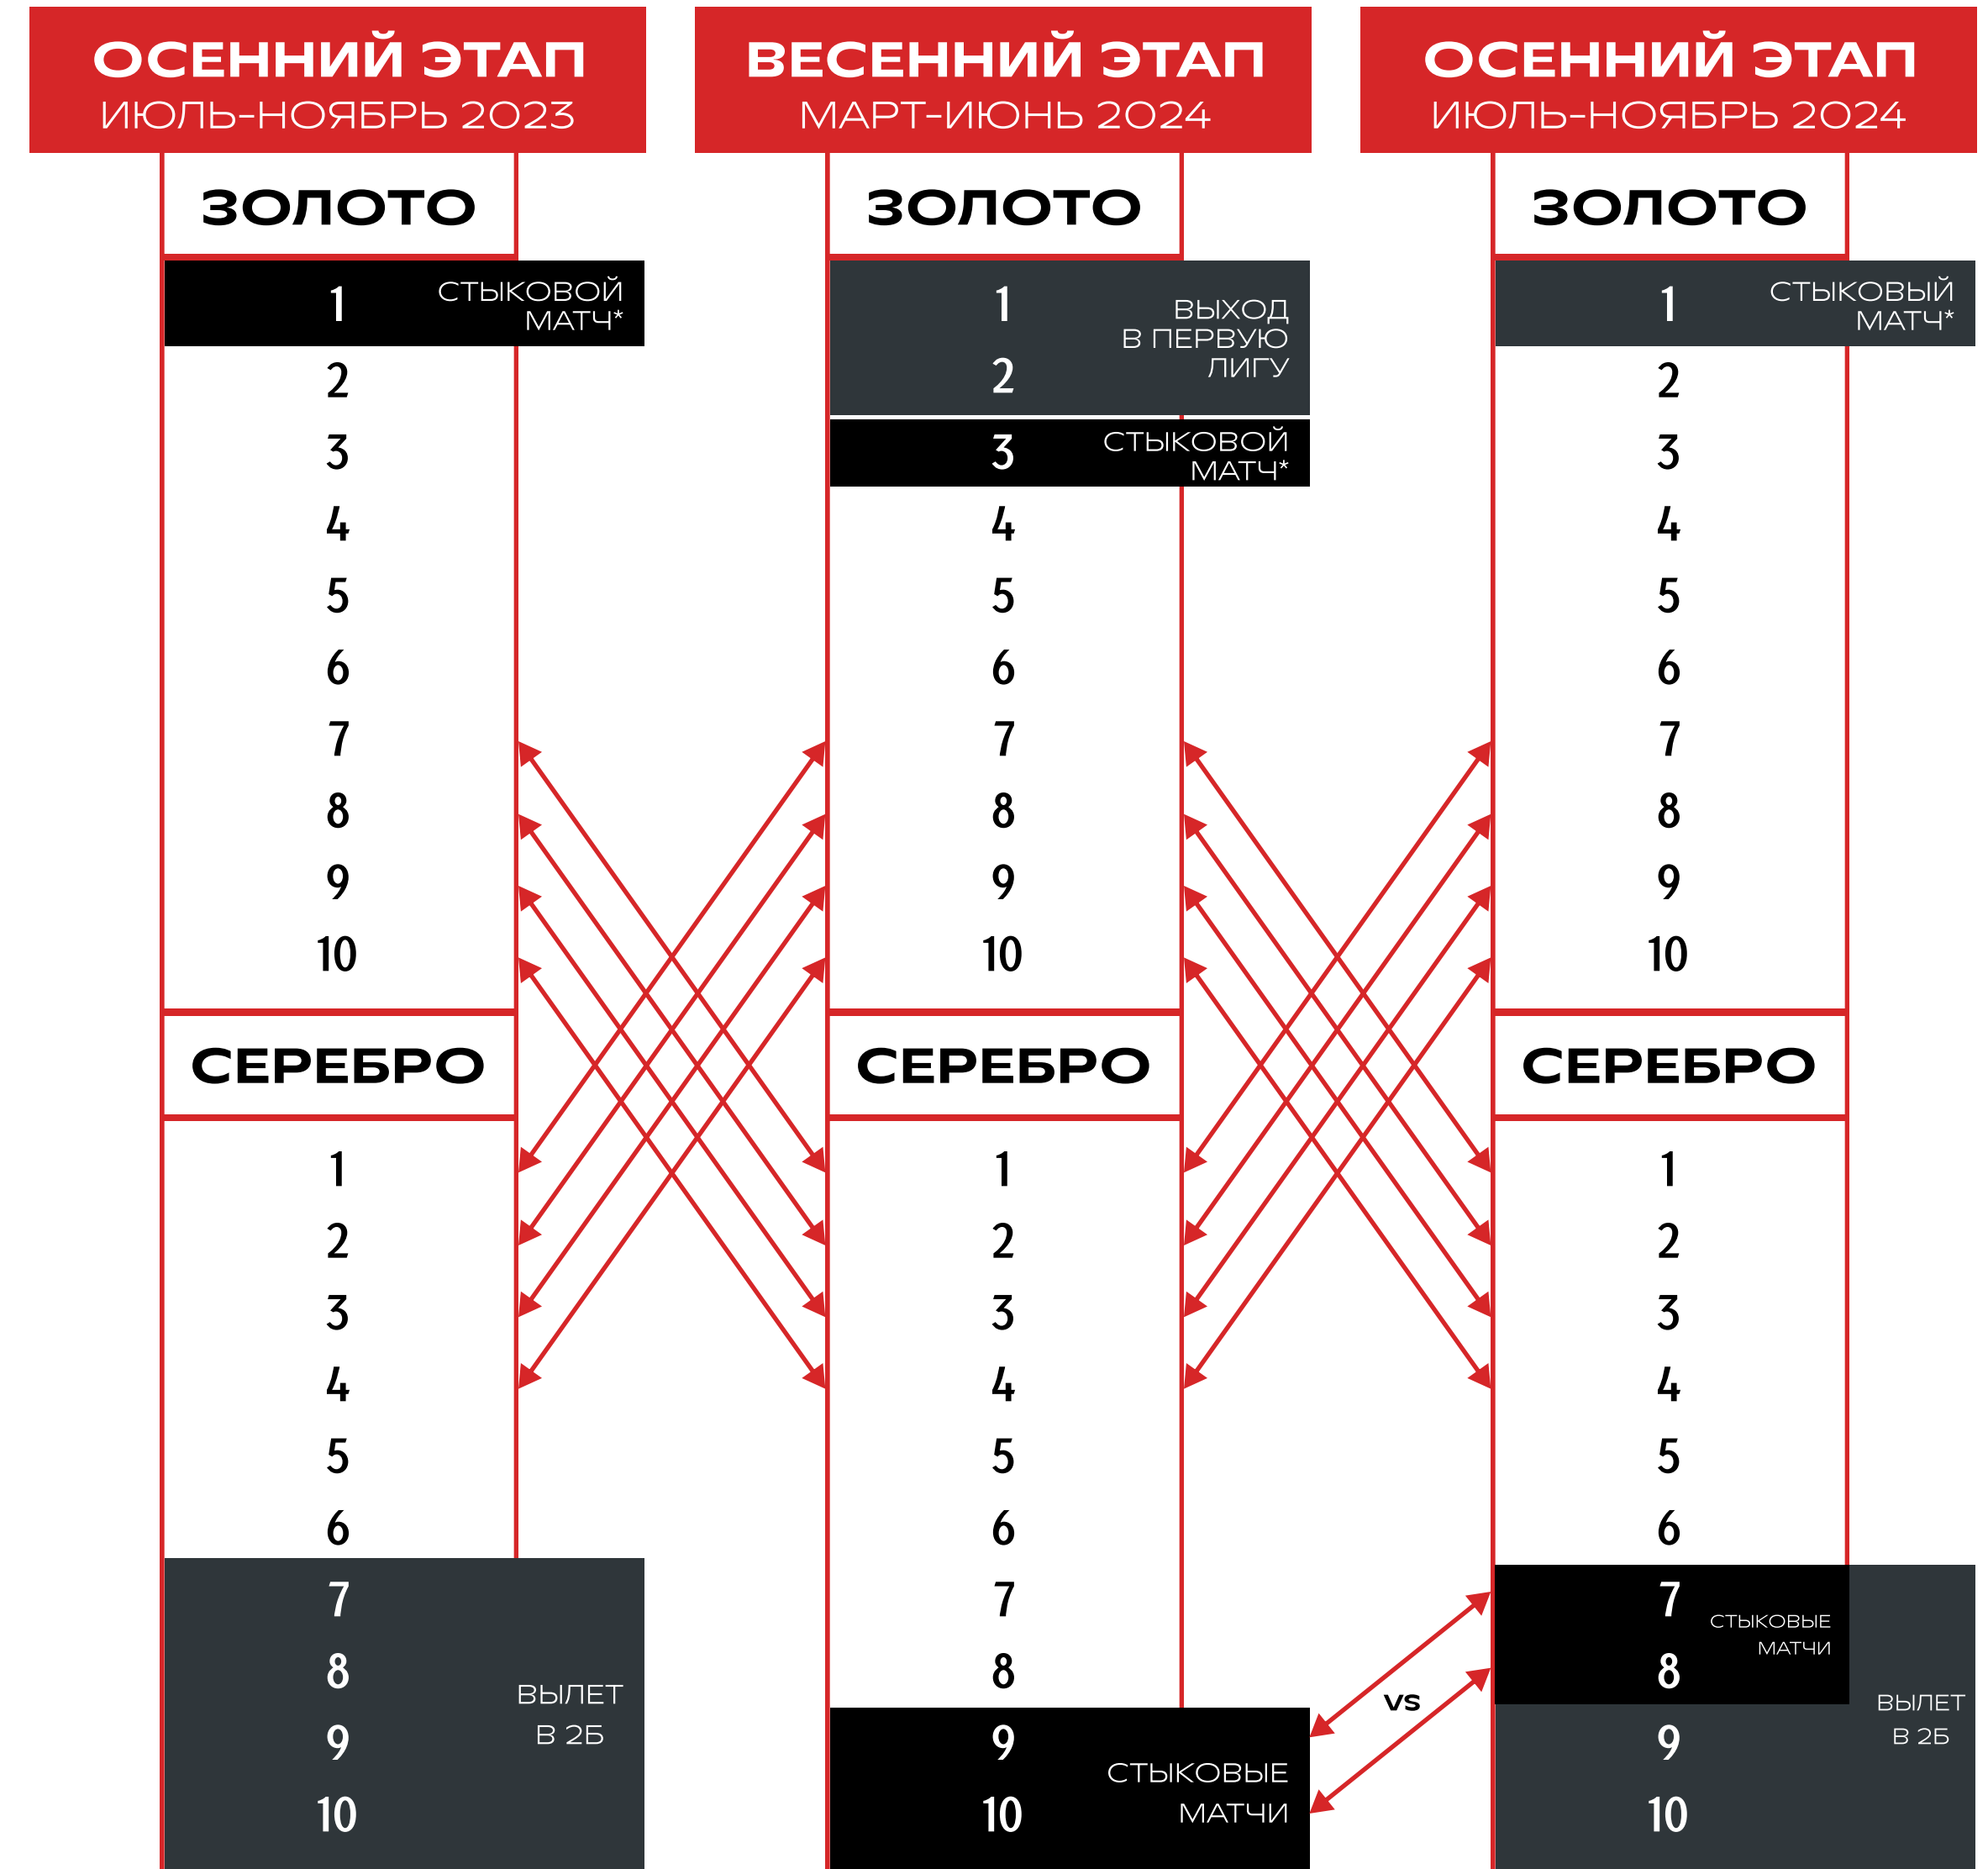 ОСЕННИЙ ЭТАП
ИЮЛЬ-НОЯБРЬ 2023
ЗОЛОТО
1
СТЫКОВОЙ
МАТЧ*
2
3
4
5
6
7
8
9
10
СЕРЕБРО
1
2
3
4
5
6
7
8
9
10
ВЫЛЕТ
В 2Б
ВЕСЕННИЙ ЭТАП
МАРТ-ИЮНЬ 2024
ЗОЛОТО
1
2
ВЫХОД
В ПЕРВУЮ
ЛИГУ
3
СТЫКОВОЙ
МАТЧ*
4
5
6
7
8
9
10
СЕРЕБРО
1
2
3
4
5
6
7
8
9
10
СТЫКОВЫЕ
МАТЧИ
vs
ОСЕННИЙ ЭТАП
ИЮЛЬ-НОЯБРЬ 2024
ЗОЛОТО
1
СТЫКОВЫЙ
МАТЧ*
2
3
4
5
6
7
8
9
10
СЕРЕБРО
1
2
3
4
5
6
7
8
СТЫКОВЫЕ
МАТЧИ
9
10
ВЫЛЕТ
В 2Б